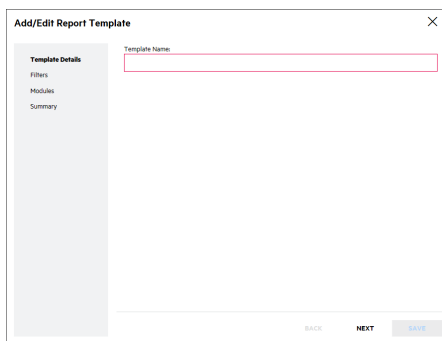 Add/Edit Report Template
Template Details
Filters
Modules
Summary
Template Name:
BACK
NEXT
SAVE